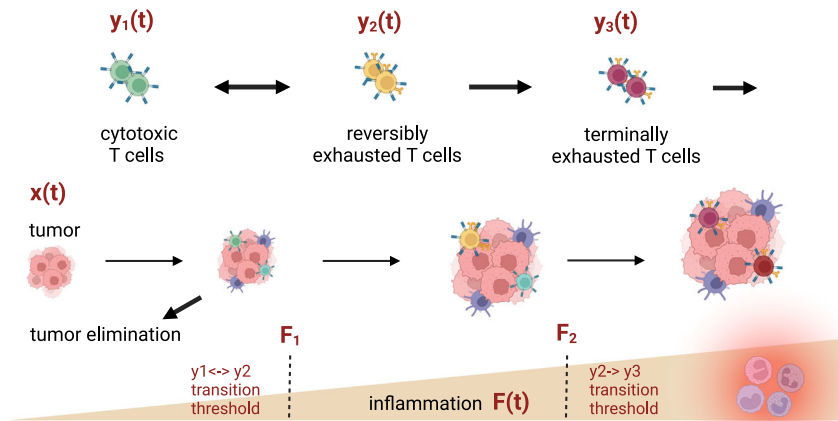 y₁(t)
y₂(t)
y₃(t)
cytotoxic
T cells
reversibly
exhausted T cells
terminally
exhausted T cells
x(t)
tumor
tumor elimination
F₁
F₂
y1<-> y2
transition
threshold
inflammation F(t)
y2-> y3
transition
threshold